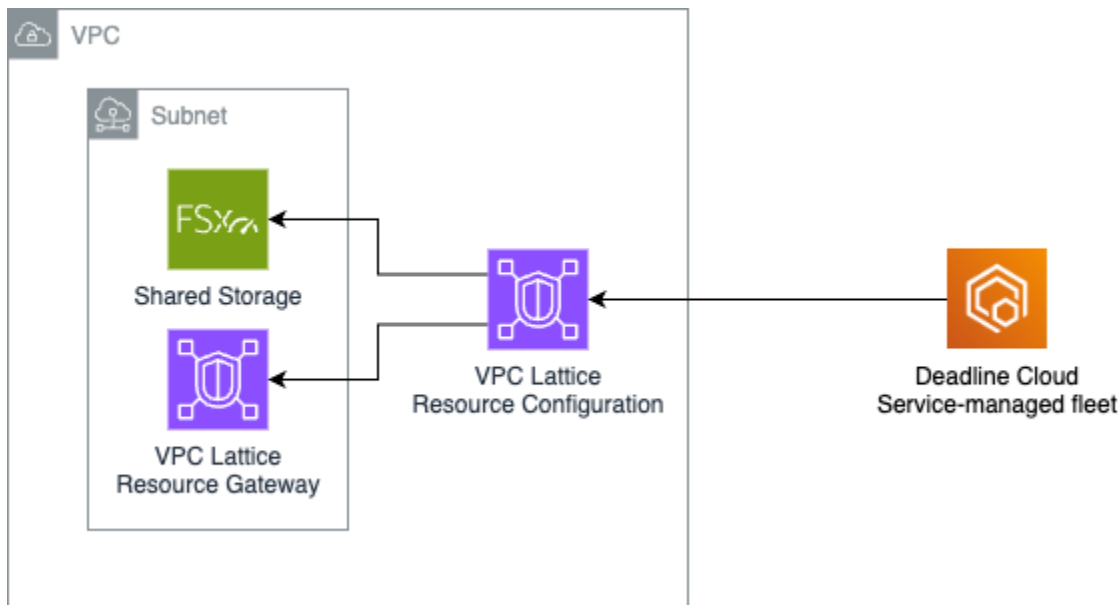 VPC
Subnet
FSx
Shared Storage
VPC Lattice
Resource Gateway
VPC Lattice
Resource Configuration
Deadline Cloud
Service-managed fleet